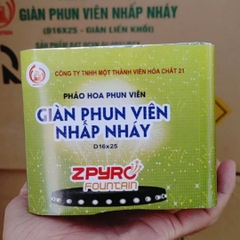 GIÀN PHUN VIÊN NHẤP NHÁY
(D16x25 - GIÀN LIÊN KHỐI)
CÔNG TY TNHH MỘT THÀNH VIÊN HÓA CHẤT 21
PHÁO HOA PHUN VIÊN
GIÀN PHUN VIÊN
NHẤP NHÁY
D16x25
ZPYRO
FOUNTAIN